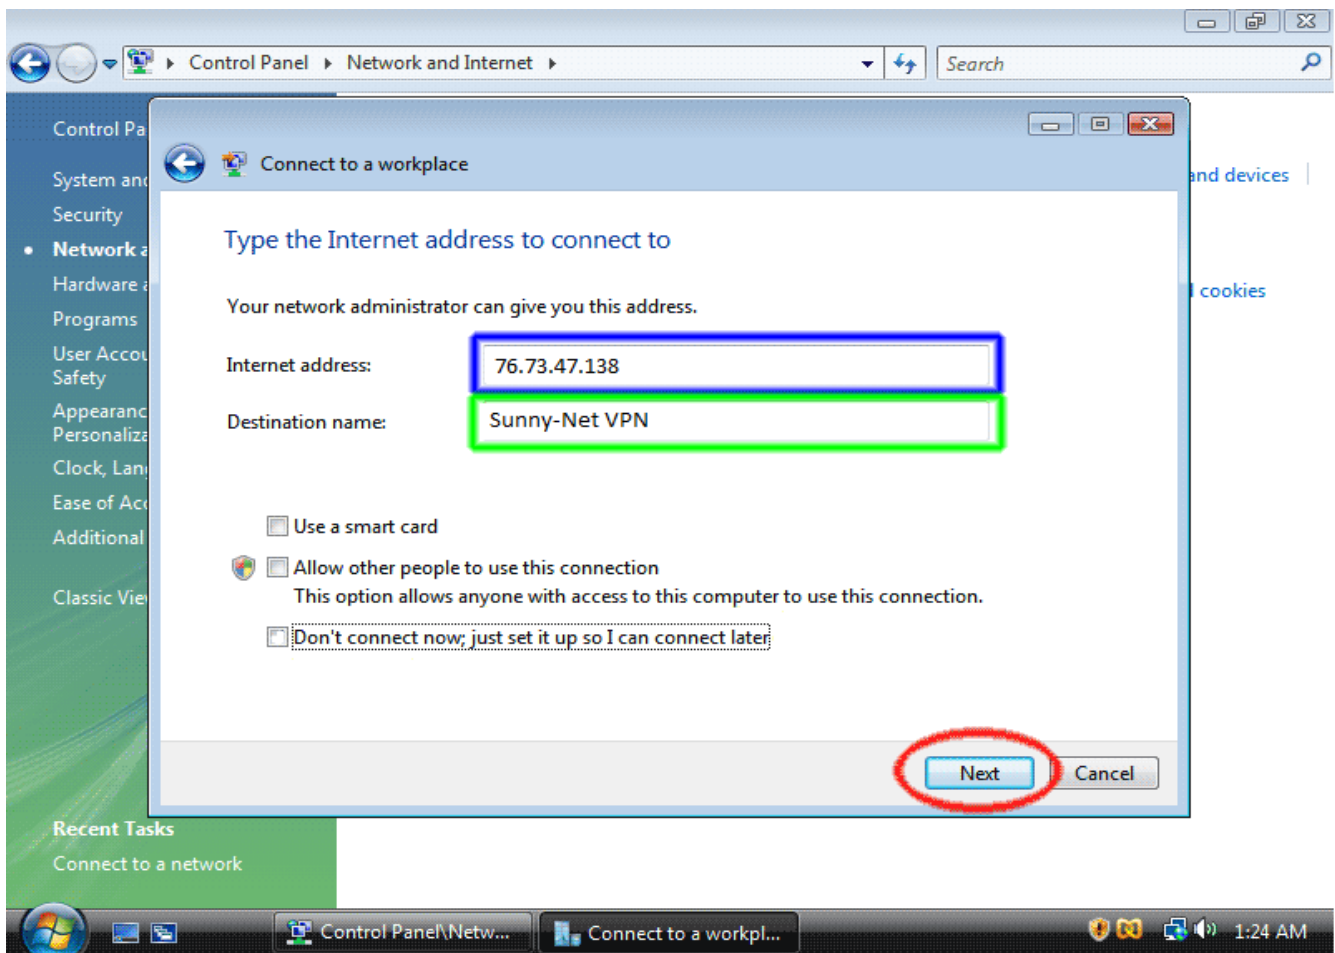 Control Panel
Network and Internet
Search
Control Pa
System and
Security
Network a
Hardware a
Programs
User Accou
Safety
Appearanc
Personaliza
Clock, Lang
Ease of Acc
Additional
Classic Vie
Recent Tasks
Connect to a network
and devices
cookies
Connect to a workplace
Type the Internet address to connect to
Your network administrator can give you this address.
Internet address: 76.73.47.138
Destination name: Sunny-Net VPN
Use a smart card
Allow other people to use this connection
This option allows anyone with access to this computer to use this connection.
Don't connect now; just set it up so I can connect later
Next
Cancel
Control Panel\Netw...
Connect to a workpl...
1:24 AM